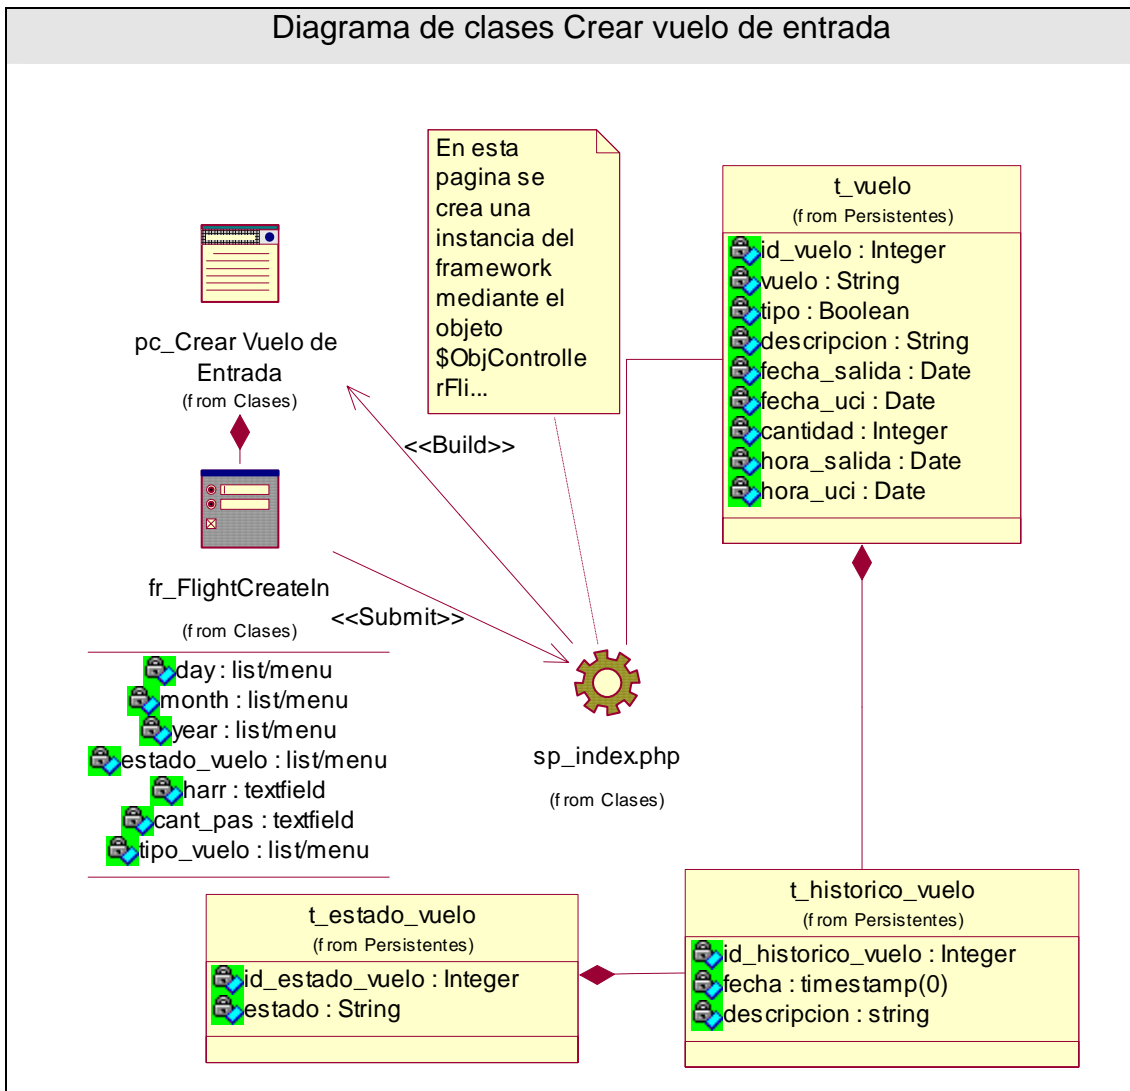 Diagrama de clases Crear vuelo de entrada
En esta
pagina se
crea una
instancia del
framework
mediante el
objeto
$ObjControlle
rFli...
pc_Crear Vuelo de
Entrada
(from Clases)
<<Build>>
fr_FlightCreateIn
(from Clases)
<<Submit>>
day : list/menu
month : list/menu
year : list/menu
estado_vuelo : list/menu
harr : textfield
cant_pas : textfield
tipo_vuelo : list/menu
sp_index.php
(from Clases)
t_vuelo
(from Persistentes)
id_vuelo : Integer
vuelo : String
tipo : Boolean
descripcion : String
fecha_salida : Date
fecha_uci : Date
cantidad : Integer
hora_salida : Date
hora_uci : Date
t_estado_vuelo
(from Persistentes)
id_estado_vuelo : Integer
estado : String
t_historico_vuelo
(from Persistentes)
id_historico_vuelo : Integer
fecha : timestamp(0)
descripcion : string